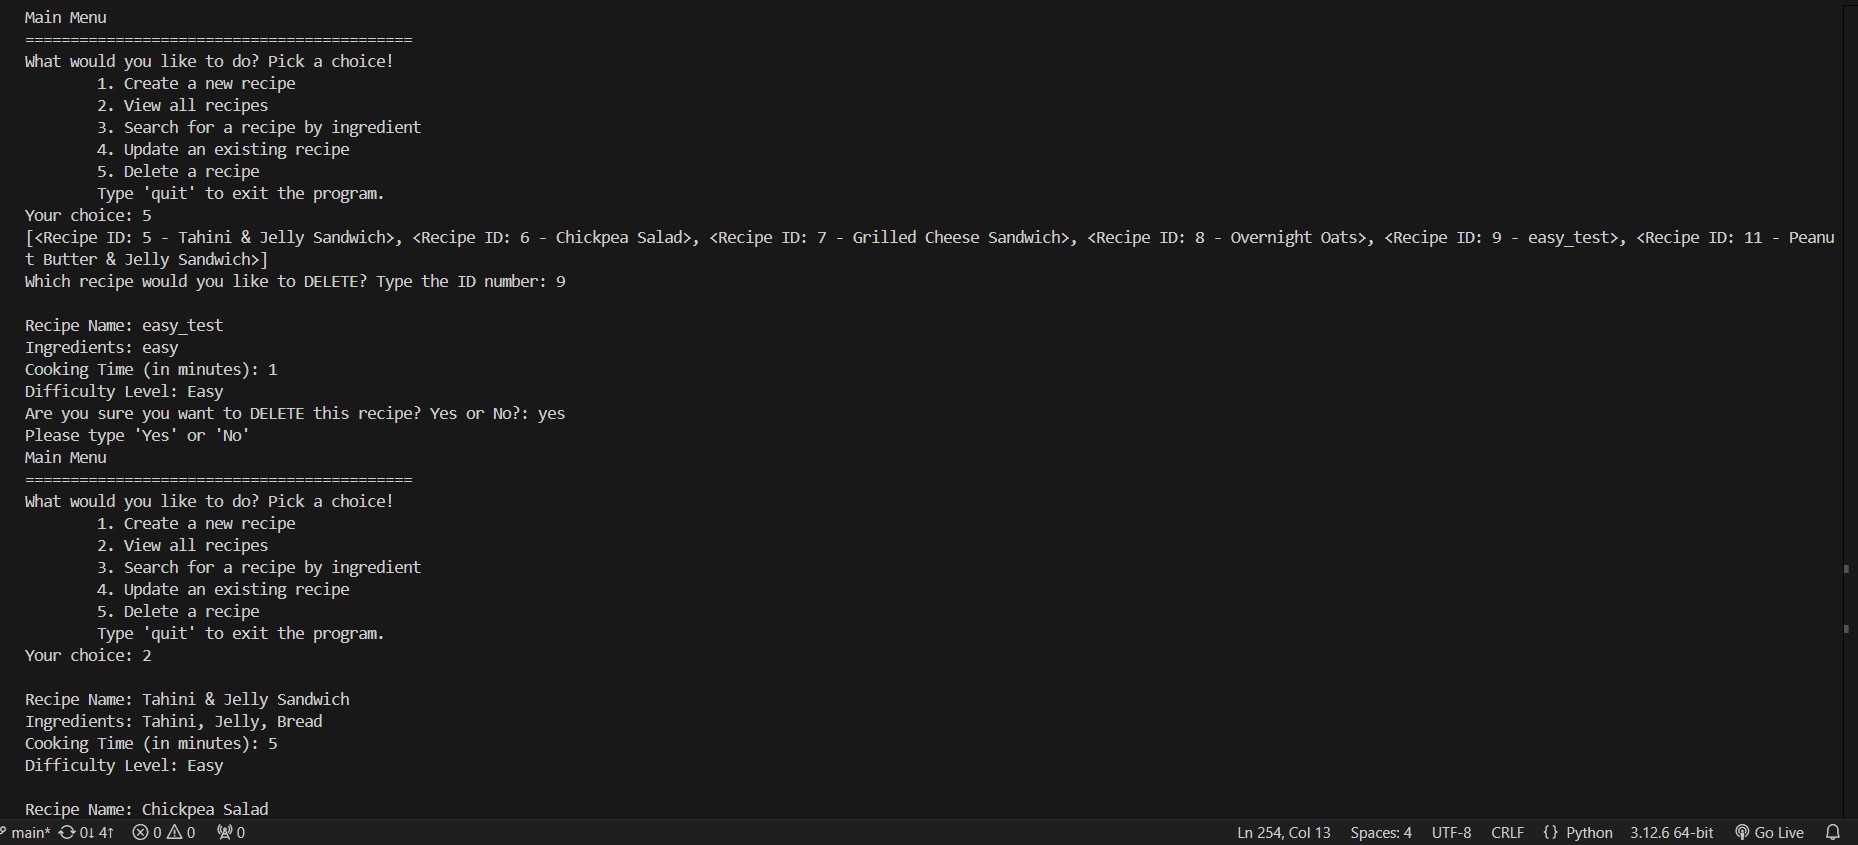 Main Menu
===========================================
What would you like to do? Pick a choice!
1. Create a new recipe
2. View all recipes
3. Search for a recipe by ingredient
4. Update an existing recipe
5. Delete a recipe
Type 'quit' to exit the program.
Your choice: 5
[<Recipe ID: 5 - Tahini & Jelly Sandwich>, <Recipe ID: 6 - Chickpea Salad>, <Recipe ID: 7 - Grilled Cheese Sandwich>, <Recipe ID: 8 - Overnight Oats>, <Recipe ID: 9 - easy_test>, <Recipe ID: 11 - Peanu
t Butter & Jelly Sandwich>]
Which recipe would you like to DELETE? Type the ID number: 9
Recipe Name: easy_test
Ingredients: easy
Cooking Time (in minutes): 1
Difficulty Level: Easy
Are you sure you want to DELETE this recipe? Yes or No?: yes
Please type 'Yes' or 'No'
Main Menu
===========================================
What would you like to do? Pick a choice!
1. Create a new recipe
2. View all recipes
3. Search for a recipe by ingredient
4. Update an existing recipe
5. Delete a recipe
Type 'quit' to exit the program.
Your choice: 2
Recipe Name: Tahini & Jelly Sandwich
Ingredients: Tahini, Jelly, Bread
Cooking Time (in minutes): 5
Difficulty Level: Easy
Recipe Name: Chickpea Salad
main* 0↓ 4↑ 0 0 0 Ln 254, Col 13 Spaces: 4 UTF-8 CRLF {} Python 3.12.6 64-bit Go Live